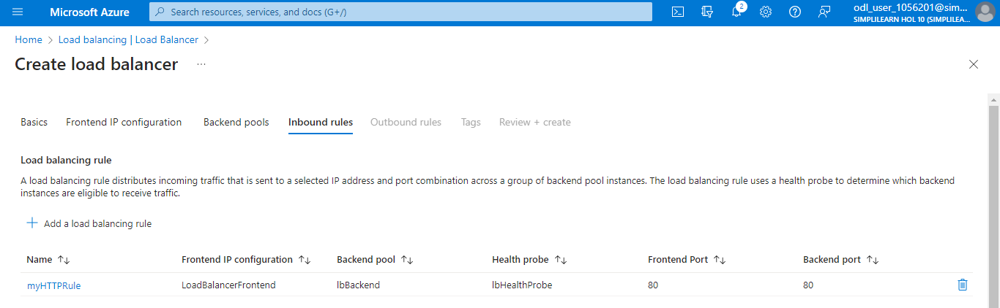 Microsoft Azure
Search resources, services, and docs (G+/)
2
odl_user_1056201@sim...
SIMPLILEARN HOL 10 (SIMPLILEA...
Home > Load balancing | Load Balancer >
Create load balancer ...
Basics Frontend IP configuration Backend pools Inbound rules Outbound rules Tags Review + create
Load balancing rule
A load balancing rule distributes incoming traffic that is sent to a selected IP address and port combination across a group of backend pool instances. The load balancing rule uses a health probe to determine which backend
instances are eligible to receive traffic.
+ Add a load balancing rule
Name ↑↓ Frontend IP configuration ↑↓ Backend pool ↑↓ Health probe ↑↓ Frontend Port ↑↓ Backend port ↑↓
myHTTPRule LoadBalancerFrontend lbBackend lbHealthProbe 80 80